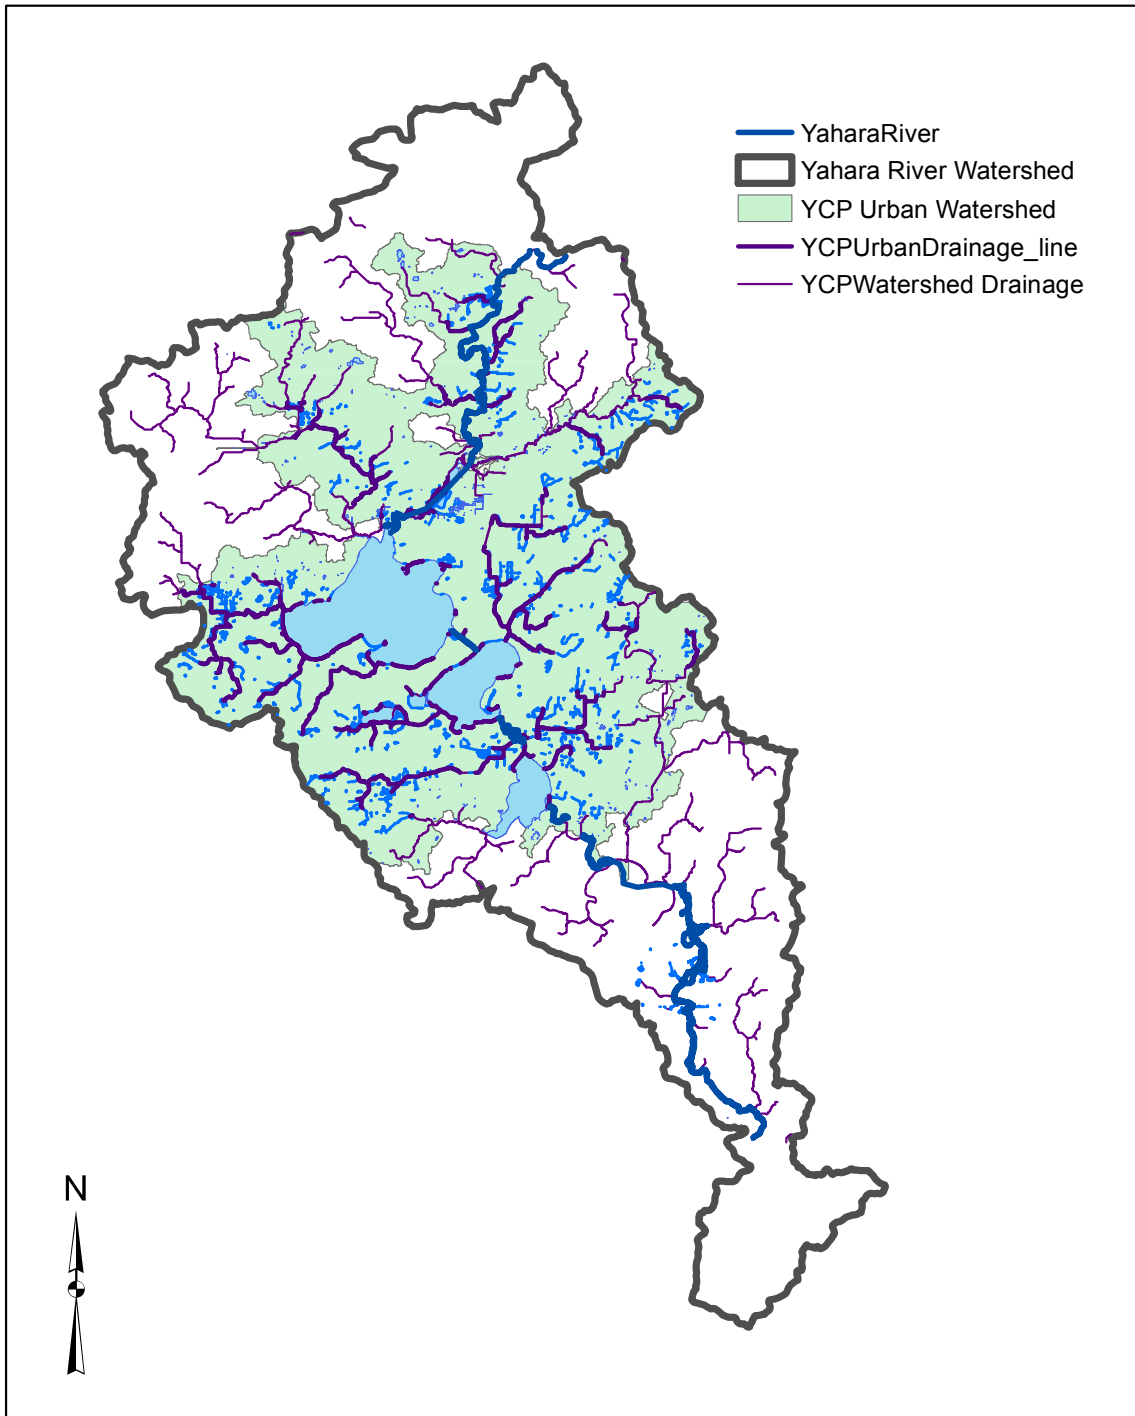 YaharaRiver
Yahara River Watershed
YCP Urban Watershed
YCPUrbanDrainage_line
YCPWatershed Drainage
N